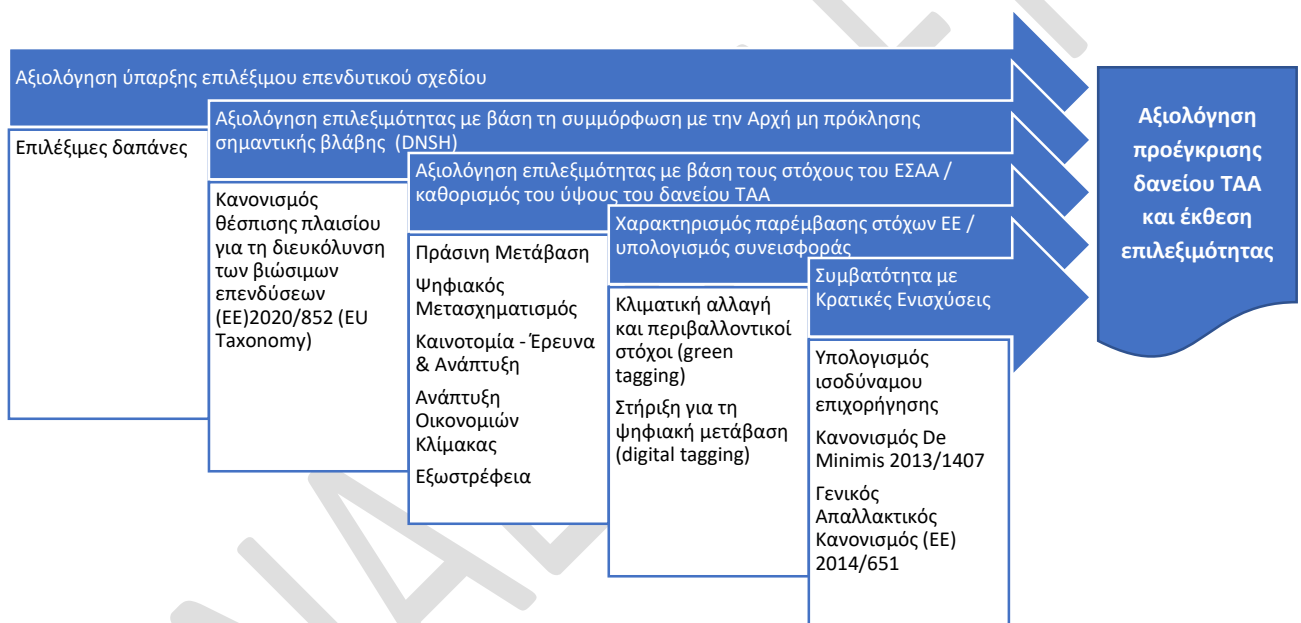 Αξιολόγηση ύπαρξης επιλέξιμου επενδυτικού σχεδίου
Επιλέξιμες δαπάνες
Αξιολόγηση επιλεξιμότητας με βάση τη συμμόρφωση με την Αρχή μη πρόκλησης
σημαντικής βλάβης (DNSH)
Κανονισμός
θέσπισης πλαισίου
για τη διευκόλυνση
των βιώσιμων
επενδύσεων
(ΕΕ)2020/852 (EU
Taxonomy)
Αξιολόγηση επιλεξιμότητας με βάση τους στόχους του ΕΣΑΑ /
καθορισμός του ύψους του δανείου ΤΑΑ
Πράσινη Μετάβαση
Ψηφιακός
Μετασχηματισμός
Καινοτομία - Έρευνα
& Ανάπτυξη
Ανάπτυξη
Οικονομιών
Κλίμακας
Εξωστρέφεια
Χαρακτηρισμός παρέμβασης στόχων ΕΕ /
υπολογισμός συνεισφοράς
Κλιματική αλλαγή
και περιβαλλοντικοί
στόχοι (green
tagging)
Στήριξη για τη
ψηφιακή μετάβαση
(digital tagging)
Συμβατότητα με
Κρατικές Ενισχύσεις
Υπολογισμός
ισοδύναμου
επιχορήγησης
Κανονισμός De
Minimis 2013/1407
Γενικός
Απαλλακτικός
Κανονισμός (ΕΕ)
2014/651
Αξιολόγηση
προέγκρισης
δανείου ΤΑΑ
και έκθεση
επιλεξιμότητας